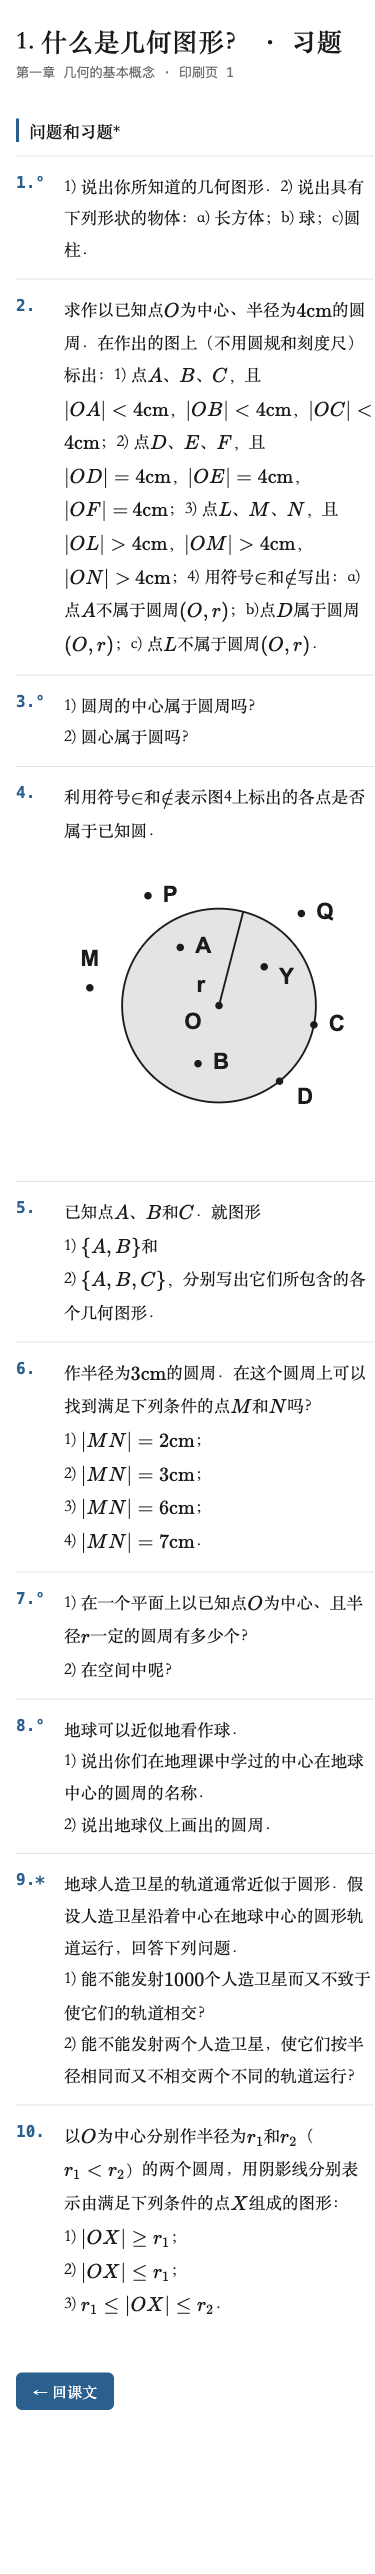 1. 什么是几何图形? · 习题
第一章 几何的基本概念 · 印刷页 1
问题和习题*
1.° 1) 说出你所知道的几何图形. 2) 说出具有
下列形状的物体: a) 长方体; b) 球; c)圆
柱.
2. 求作以已知点O为中心、半径为4cm的圆
周. 在作出的图上（不用圆规和刻度尺）
标出: 1) 点A、B、C, 且
|OA| < 4cm, |OB| < 4cm, |OC| <
4cm; 2) 点D、E、F, 且
|OD| = 4cm, |OE| = 4cm,
|OF| = 4cm; 3) 点L、M、N, 且
|OL| > 4cm, |OM| > 4cm,
|ON| > 4cm; 4) 用符号∈和∉写出: a)
点A不属于圆周(O, r); b)点D属于圆周
(O, r); c) 点L不属于圆周(O, r).
3.° 1) 圆周的中心属于圆周吗?
2) 圆心属于圆吗?
4. 利用符号∈和∉表示图4上标出的各点是否
属于已知圆.
P
Q
M
A
Y
r
O
C
B
D
5. 已知点A、B和C. 就图形
1) {A, B}和
2) {A, B, C}, 分别写出它们所包含的各
个几何图形.
6. 作半径为3cm的圆周. 在这个圆周上可以
找到满足下列条件的点M和N吗?
1) |MN| = 2cm;
2) |MN| = 3cm;
3) |MN| = 6cm;
4) |MN| = 7cm.
7.° 1) 在一个平面上以已知点O为中心、且半
径r一定的圆周有多少个?
2) 在空间中呢?
8.° 地球可以近似地看作球.
1) 说出你们在地理课中学过的中心在地球
中心的圆周的名称.
2) 说出地球仪上画出的圆周.
9.* 地球人造卫星的轨道通常近似于圆形. 假
设人造卫星沿着中心在地球中心的圆形轨
道运行, 回答下列问题.
1) 能不能发射1000个人造卫星而又不致于
使它们的轨道相交?
2) 能不能发射两个人造卫星, 使它们按半
径相同而又不相交两个不同的轨道运行?
10. 以O为中心分别作半径为r₁和r₂（
r₁ < r₂）的两个圆周, 用阴影线分别表
示由满足下列条件的点X组成的图形:
1) |OX| ≥ r₁;
2) |OX| ≤ r₁;
3) r₁ ≤ |OX| ≤ r₂.
← 回课文